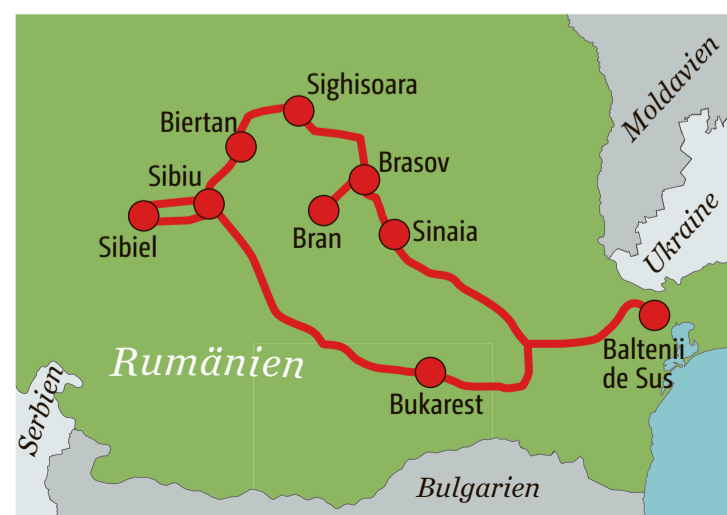 Sighisoara
Moldavien
Biertan
Brasov
Sibiu
Ukraine
Sibiel
Bran
Sinaia
Rumänien
Baltenii
de Sus
Serbien
Bukarest
Bulgarien